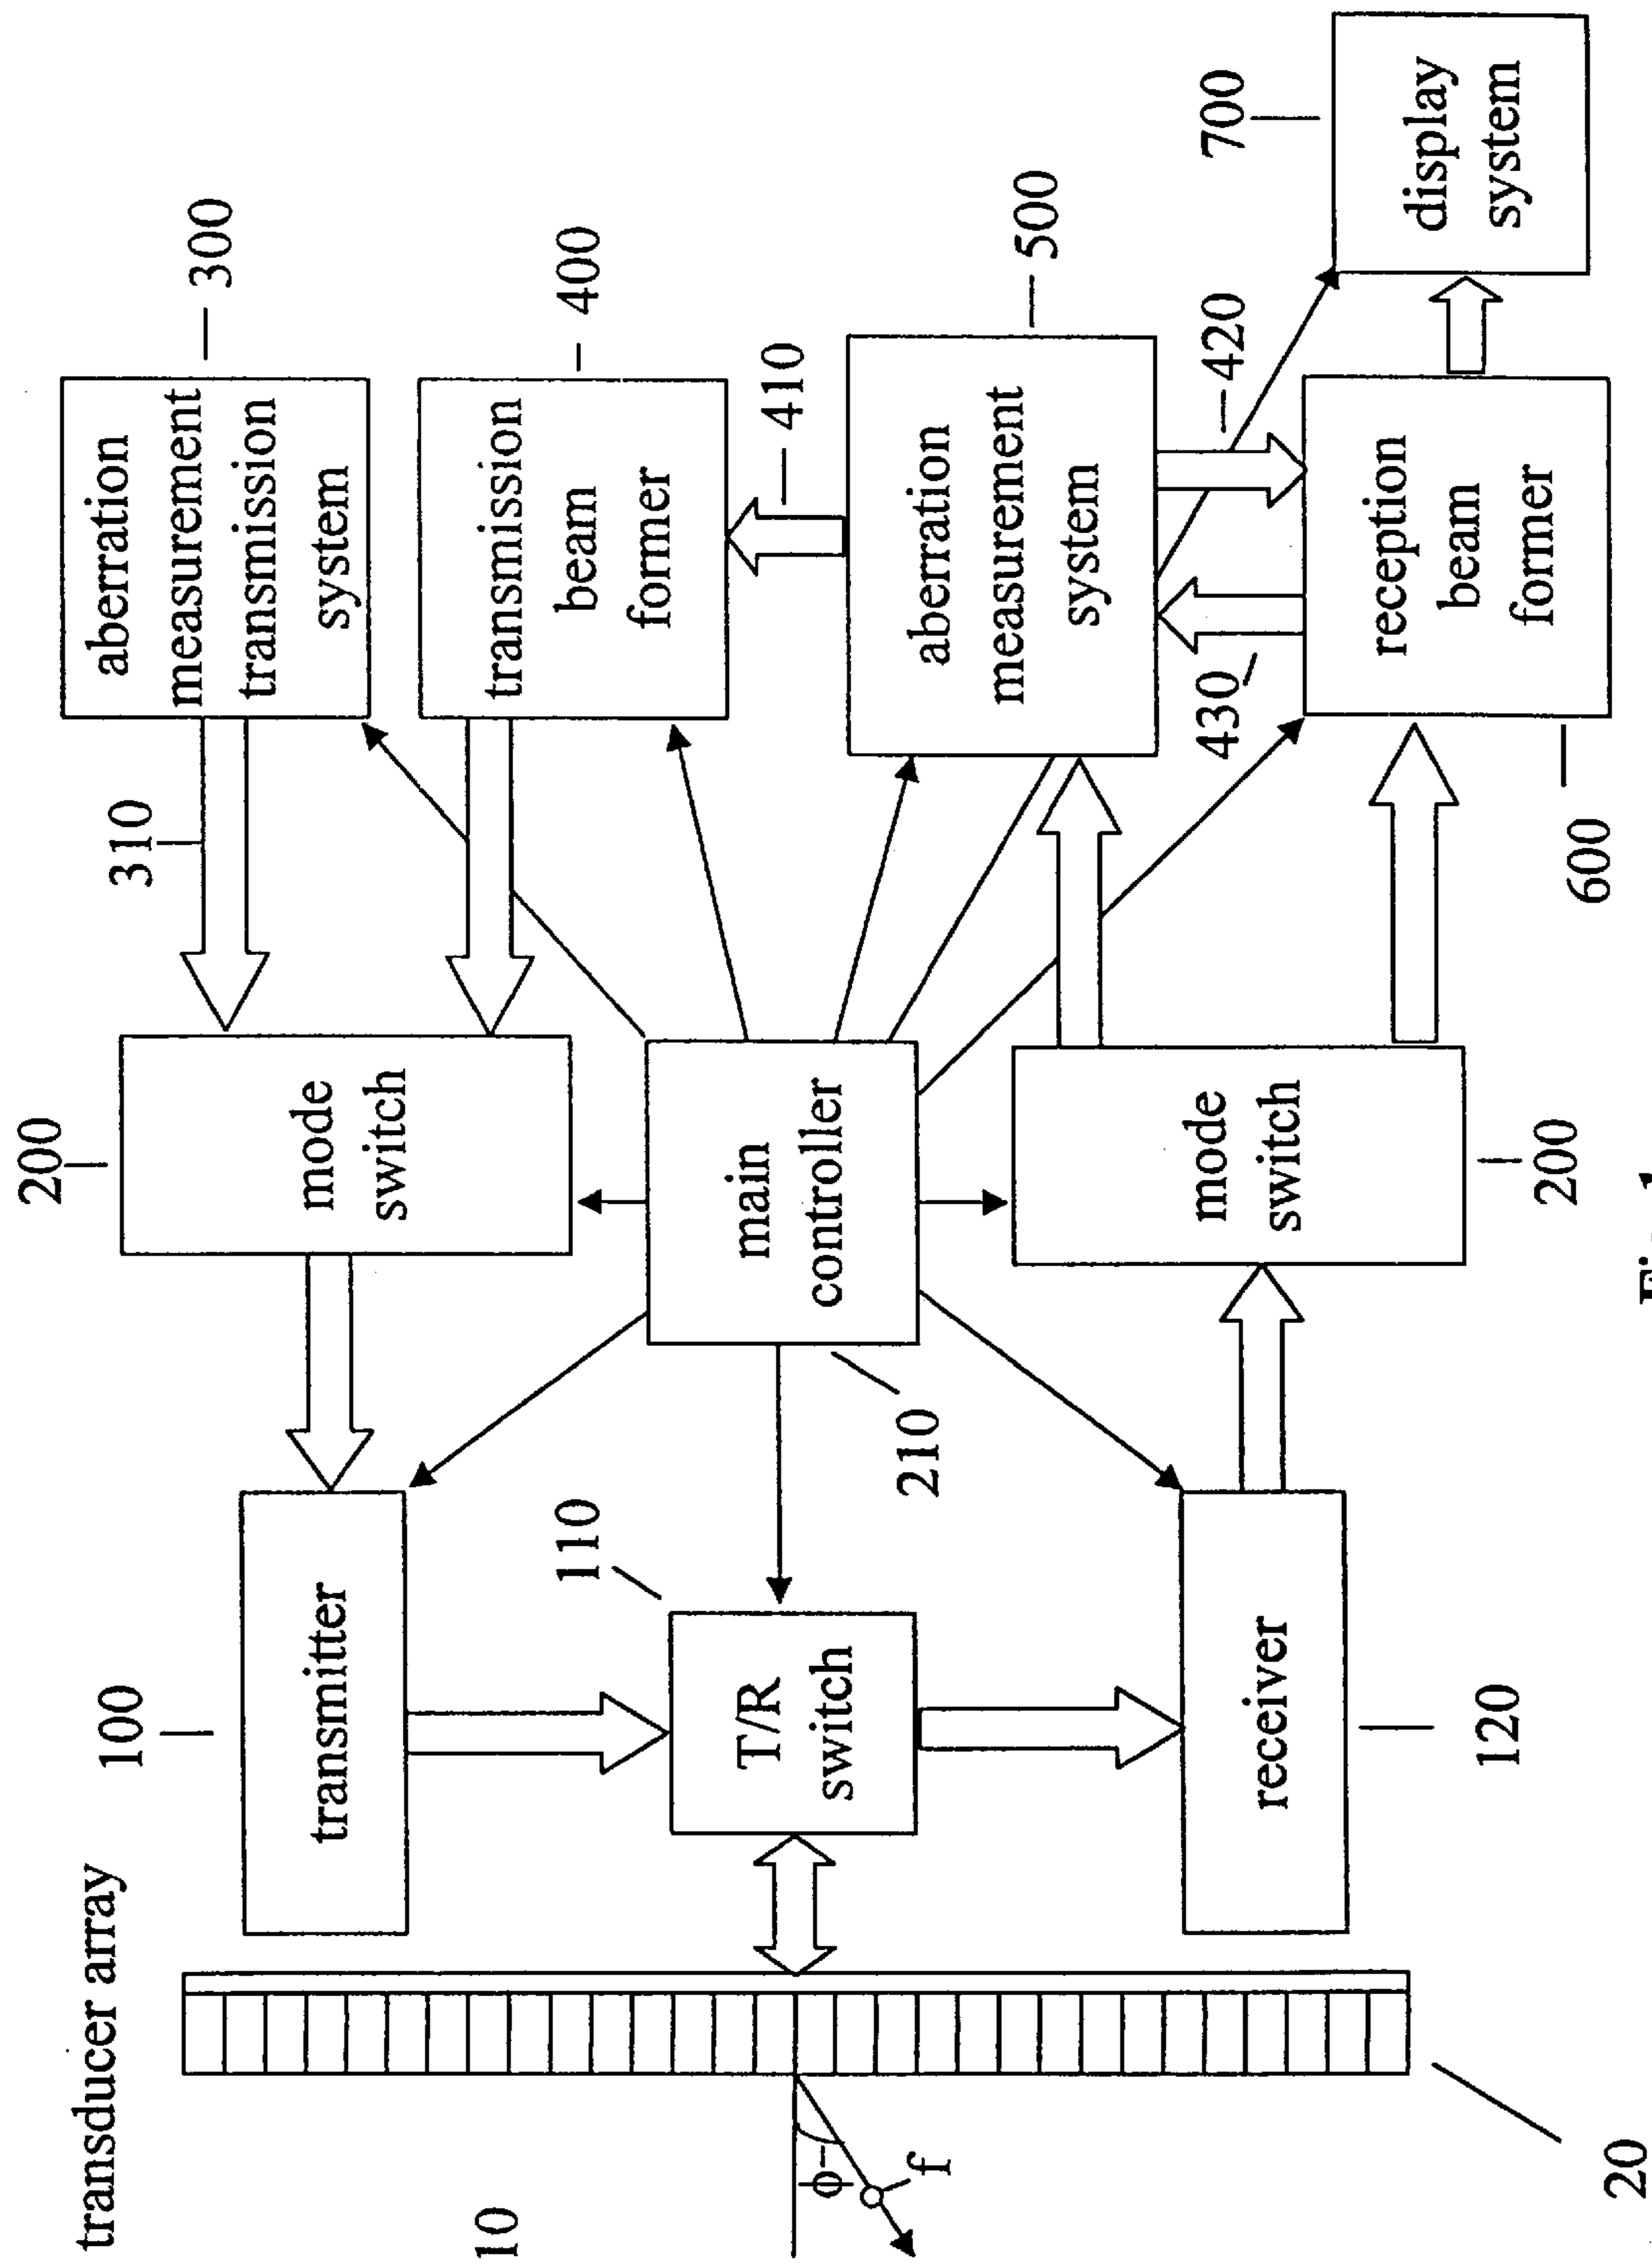 transducer array
10
20
ϕ
f
100
transmitter
110
T/R
switch
receiver
120
200
mode
switch
main
controller
210
mode
switch
200
310
aberration
measurement
transmission
system
300
transmission
beam
former
400
410
aberration
measurement
system
500
420
430
reception
beam
former
600
display
system
700